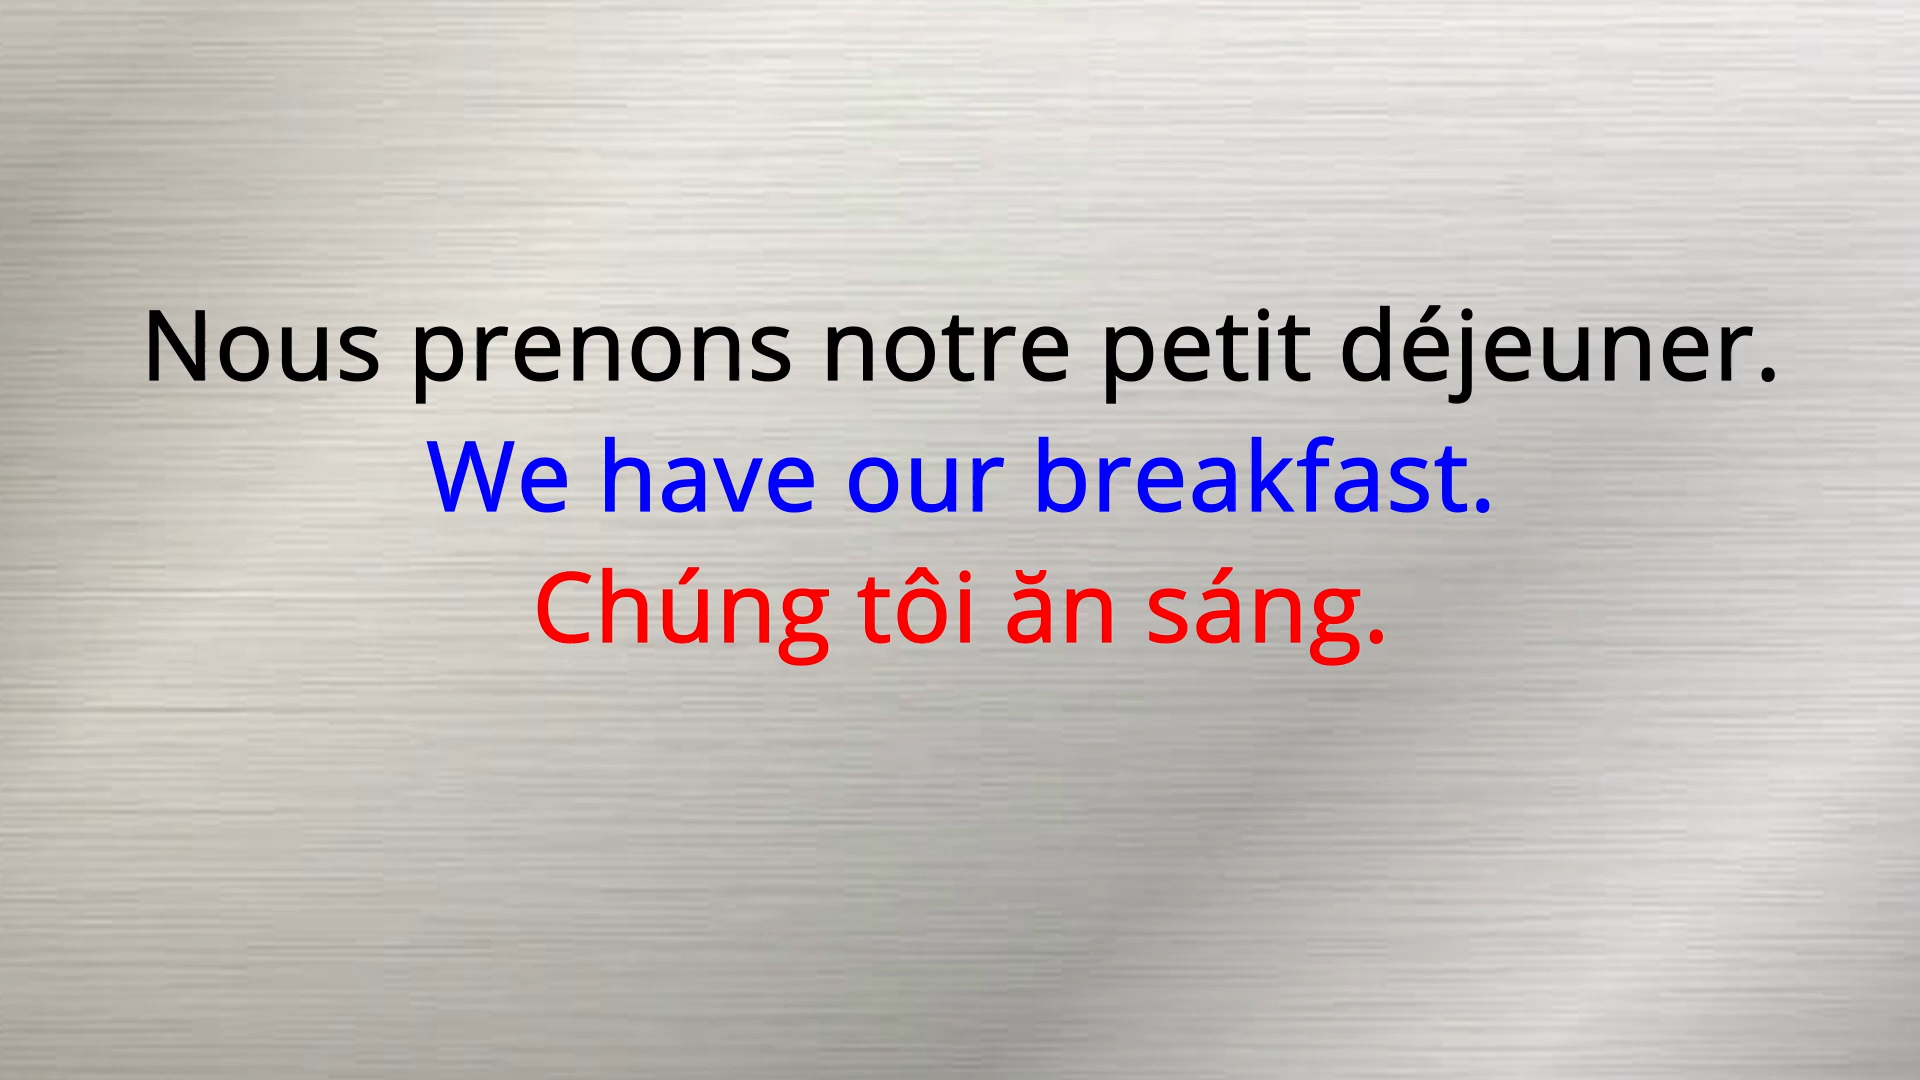 Nous prenons notre petit déjeuner.
We have our breakfast.
Chúng tôi ăn sáng.